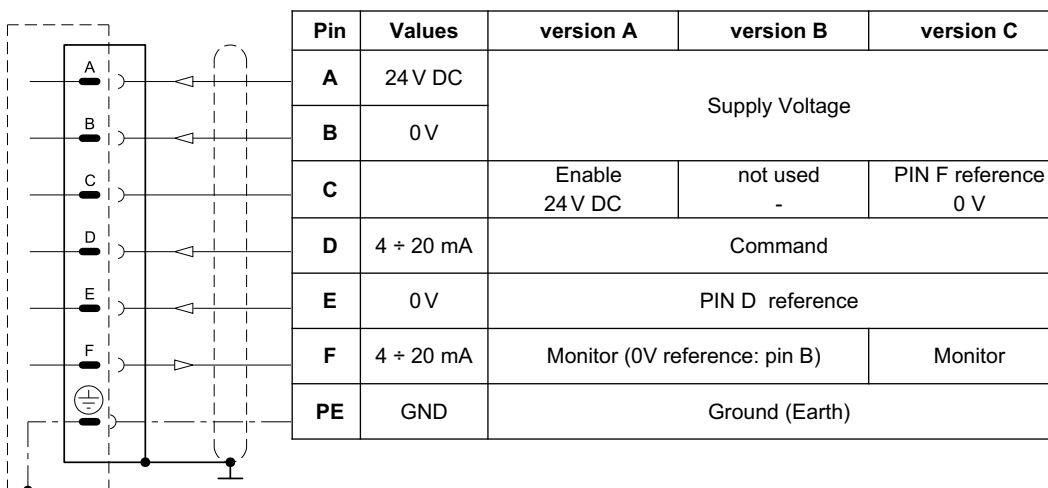 Pin Values version A version B version C
A 24 V DC Supply Voltage
B 0 V
C Enable 24 V DC not used - PIN F reference 0 V
D 4 ÷ 20 mA Command
E 0 V PIN D reference
F 4 ÷ 20 mA Monitor (0V reference: pin B) Monitor
PE GND Ground (Earth)
A
B
C
D
E
F